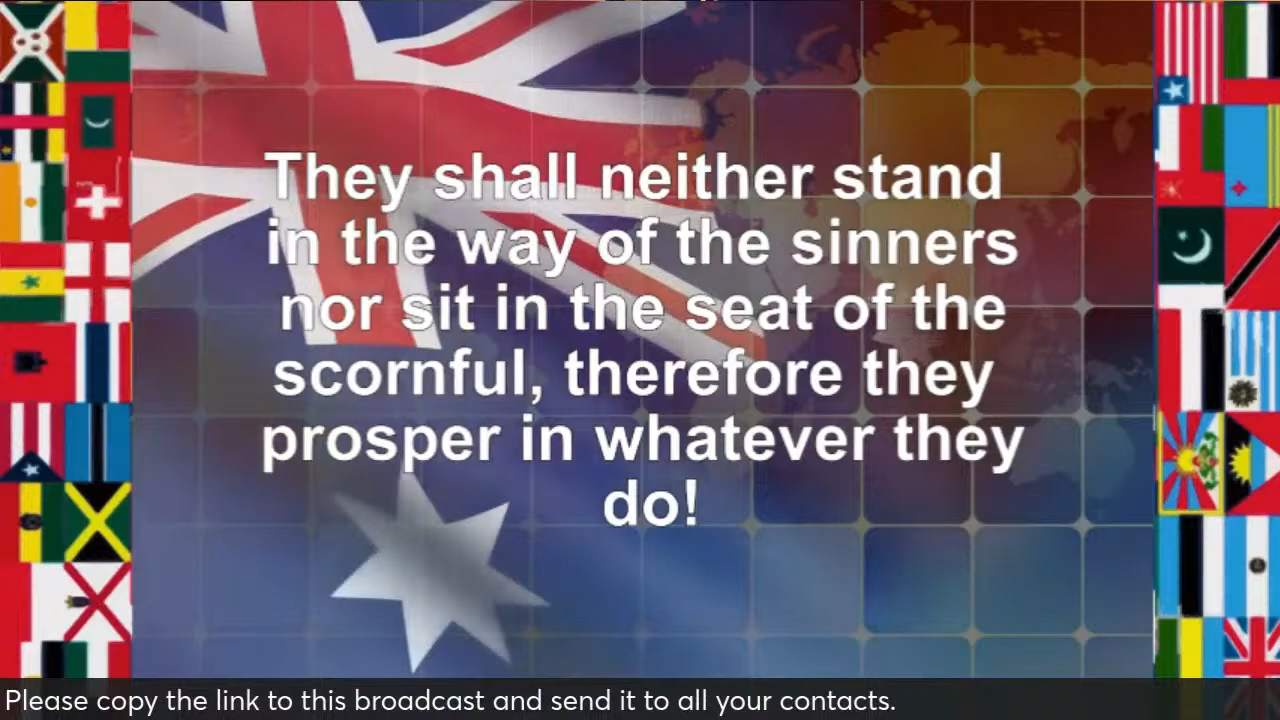 They shall neither stand
in the way of the sinners
nor sit in the seat of the
scornful, therefore they
prosper in whatever they
do!
Please copy the link to this broadcast and send it to all your contacts.